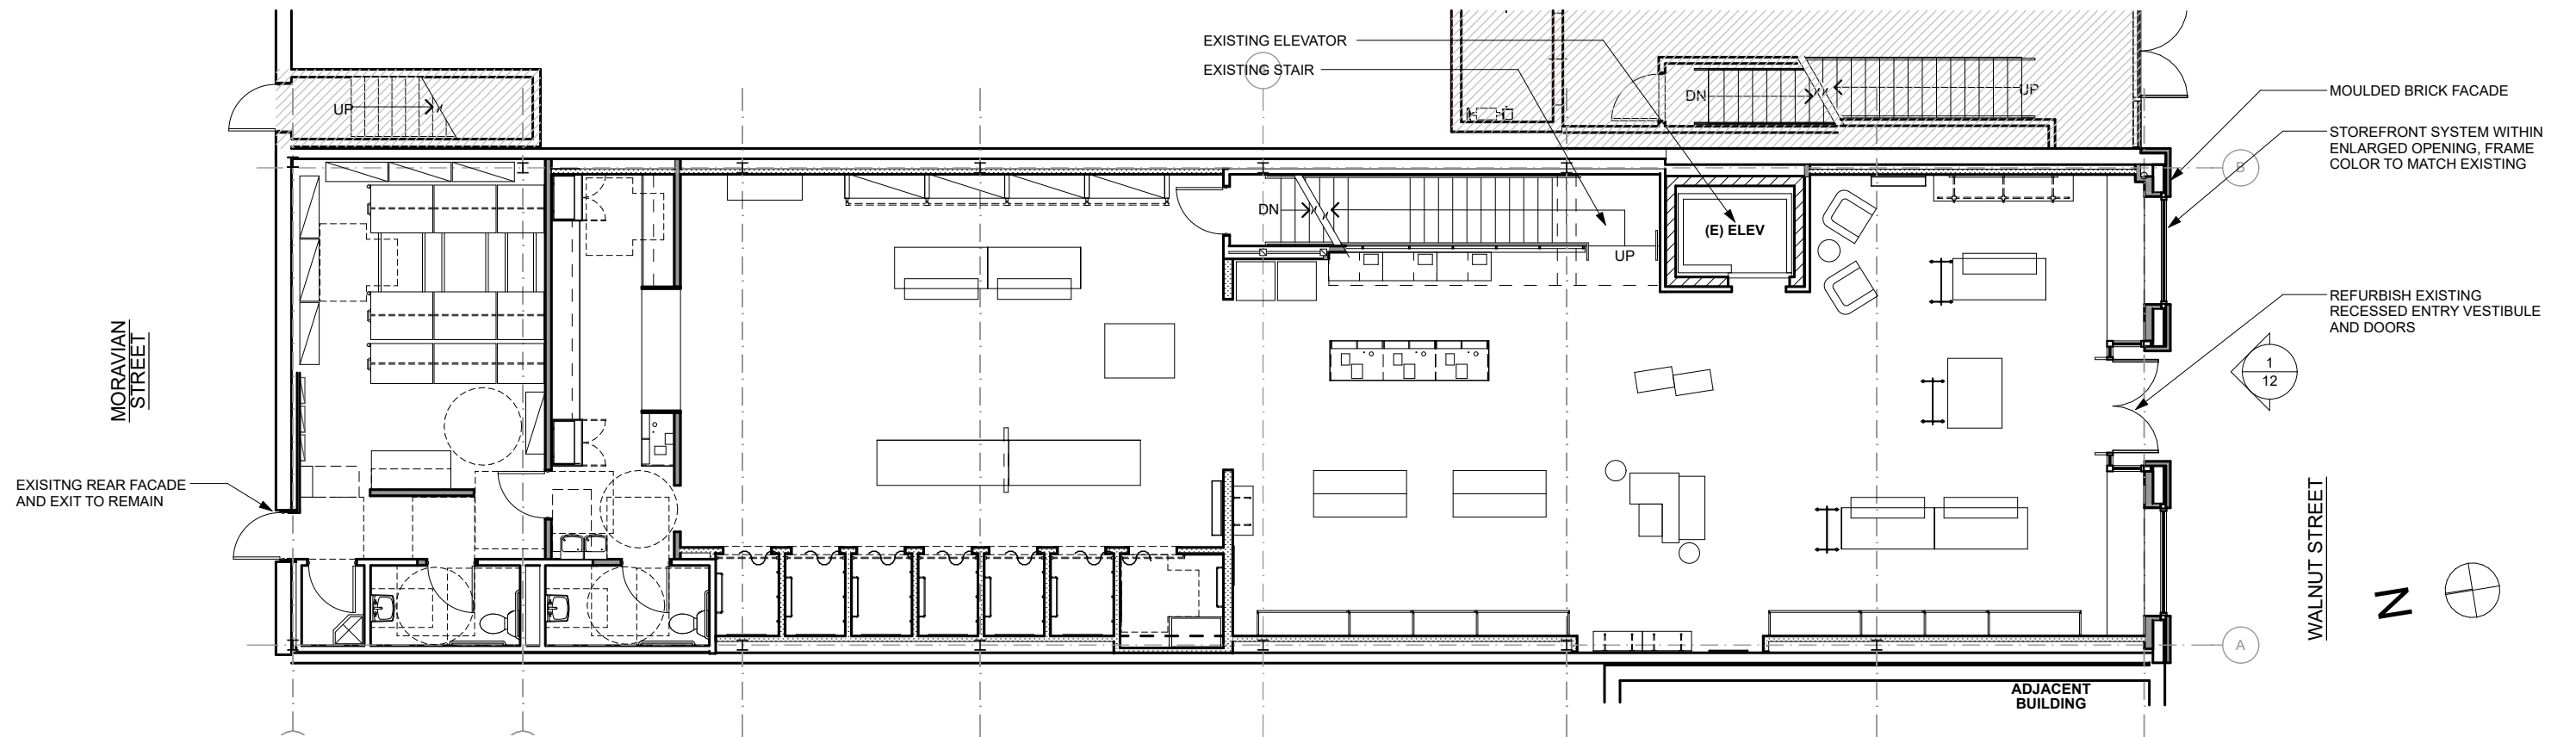 EXISTING ELEVATOR
EXISTING STAIR
UP
DN
UP
MOULDED BRICK FACADE
STOREFRONT SYSTEM WITHIN
ENLARGED OPENING, FRAME
COLOR TO MATCH EXISTING
B
DN
UP
(E) ELEV
REFURBISH EXISTING
RECESSED ENTRY VESTIBULE
AND DOORS
1
12
MORAVIAN
STREET
EXISITNG REAR FACADE
AND EXIT TO REMAIN
WALNUT STREET
N
A
ADJACENT
BUILDING